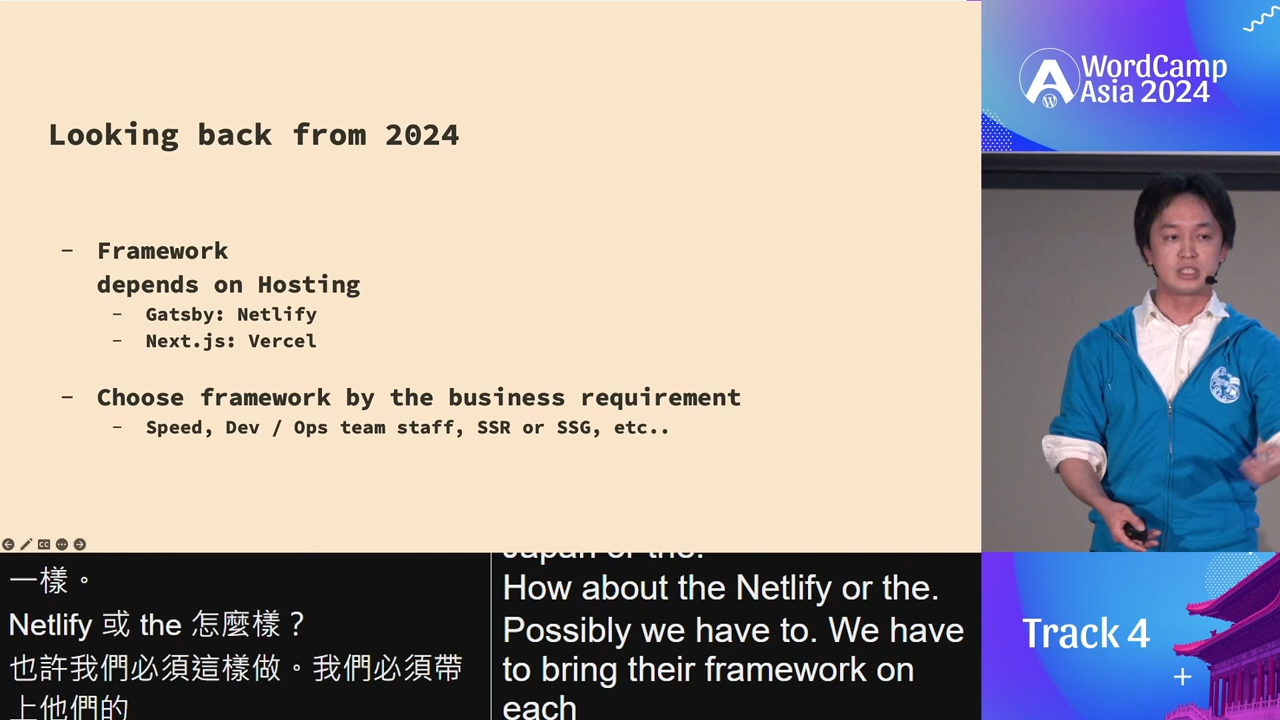 Looking back from 2024
- Framework
depends on Hosting
- Gatsby: Netlify
- Next.js: Vercel
- Choose framework by the business requirement
- Speed, Dev / Ops team staff, SSR or SSG, etc..
一樣。
Netlify 或 the 怎麼樣？
也許我們必須這樣做。我們必須帶
上他們的
Japan or the.
How about the Netlify or the.
Possibly we have to. We have
to bring their framework on
each
WordCamp
Asia 2024
Track 4